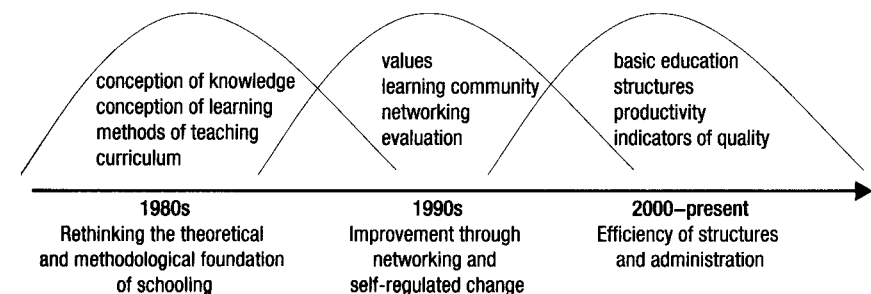 conception of knowledge
conception of learning
methods of teaching
curriculum
values
learning community
networking
evaluation
basic education
structures
productivity
indicators of quality
1980s
Rethinking the theoretical
and methodological foundation
of schooling
1990s
Improvement through
networking and
self-regulated change
2000–present
Efficiency of structures
and administration